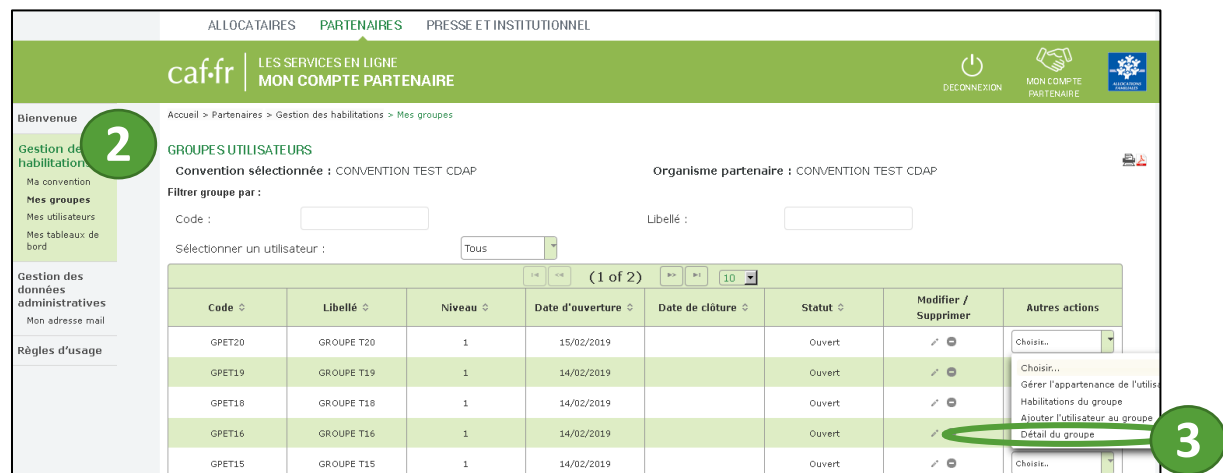 ALLOCATAIRES PARTENAIRES PRESSE ET INSTITUTIONNEL
caf.fr LES SERVICES EN LIGNE
MON COMPTE PARTENAIRE
DECONNEXION
MON COMPTE
PARTENAIRE
ALLOCATIONS
FAMILIALES
Bienvenue
Gestion de
habilitation
2
Ma convention
Mes groupes
Mes utilisateurs
Mes tableaux de
bord
Gestion des
données
administratives
Mon adresse mail
Règles d'usage
Accueil > Partenaires > Gestion des habilitations > Mes groupes
GROUPES UTILISATEURS
Convention sélectionnée : CONVENTION TEST CDAP Organisme partenaire : CONVENTION TEST CDAP
Filtrer groupe par :
Code : Libellé :
Sélectionner un utilisateur : Tous
(1 of 2) 10
Code Libellé Niveau Date d'ouverture Date de clôture Statut Modifier / Supprimer Autres actions
GPET20 GROUPE T20 1 15/02/2019 Ouvert Choisir...
GPET19 GROUPE T19 1 14/02/2019 Ouvert
GPET18 GROUPE T18 1 14/02/2019 Ouvert
GPET16 GROUPE T16 1 14/02/2019 Ouvert
GPET15 GROUPE T15 1 14/02/2019 Ouvert Choisir...
Choisir...
Gérer l'appartenance de l'utilisa
Habilitations du groupe
Ajouter l'utilisateur au groupe
Détail du groupe
3